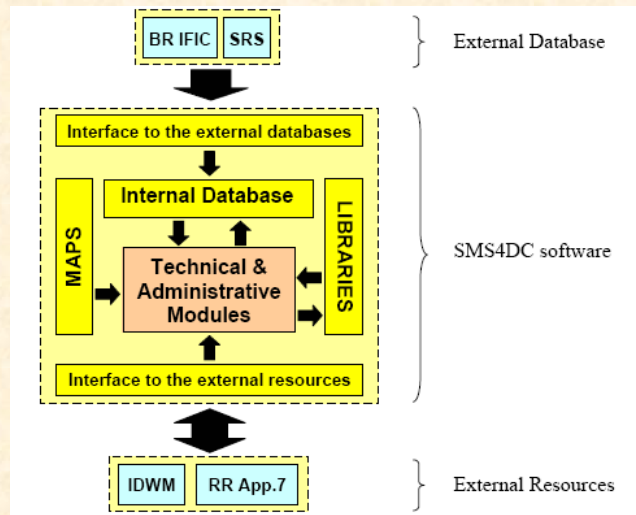 BR IFIC
SRS
External Database
Interface to the external databases
Internal Database
MAPS
LIBRARIES
Technical &
Administrative
Modules
SMS4DC software
Interface to the external resources
IDWM
RR App.7
External Resources